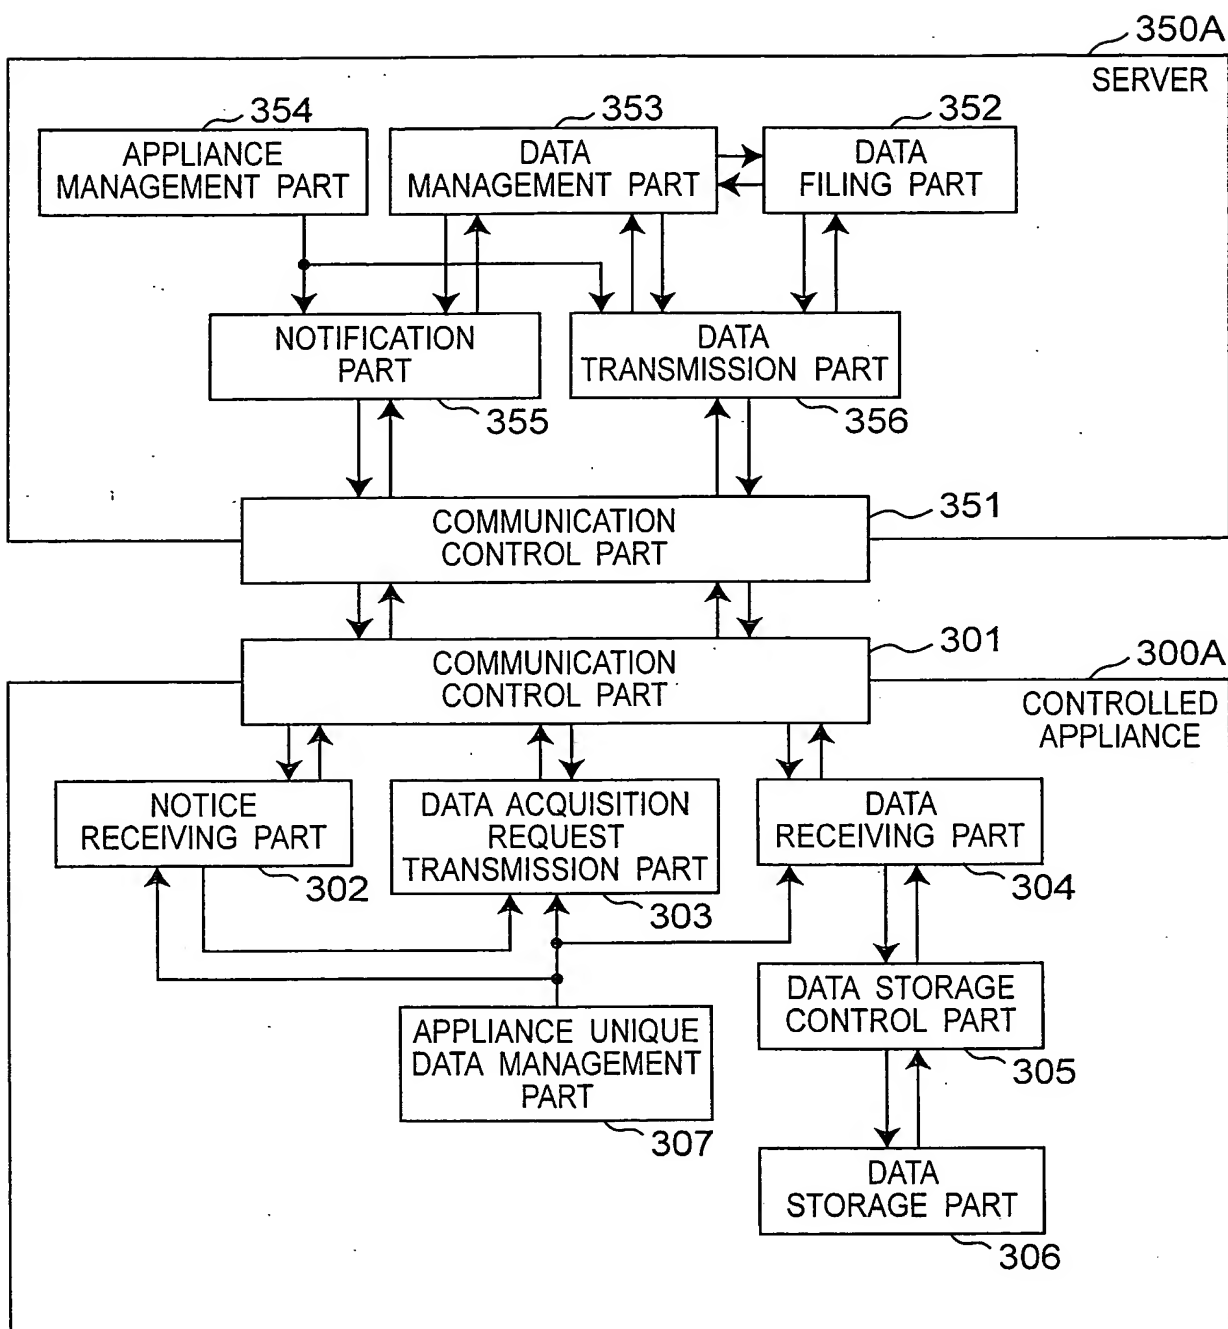 350A
SERVER
354
353
352
APPLIANCE
MANAGEMENT PART
DATA
MANAGEMENT PART
DATA
FILING PART
NOTIFICATION
PART
DATA
TRANSMISSION PART
355
356
COMMUNICATION
CONTROL PART
351
COMMUNICATION
CONTROL PART
301
300A
CONTROLLED
APPLIANCE
NOTICE
RECEIVING PART
DATA ACQUISITION
REQUEST
TRANSMISSION PART
DATA
RECEIVING PART
302
303
304
APPLIANCE UNIQUE
DATA MANAGEMENT
PART
DATA STORAGE
CONTROL PART
305
307
DATA
STORAGE PART
306